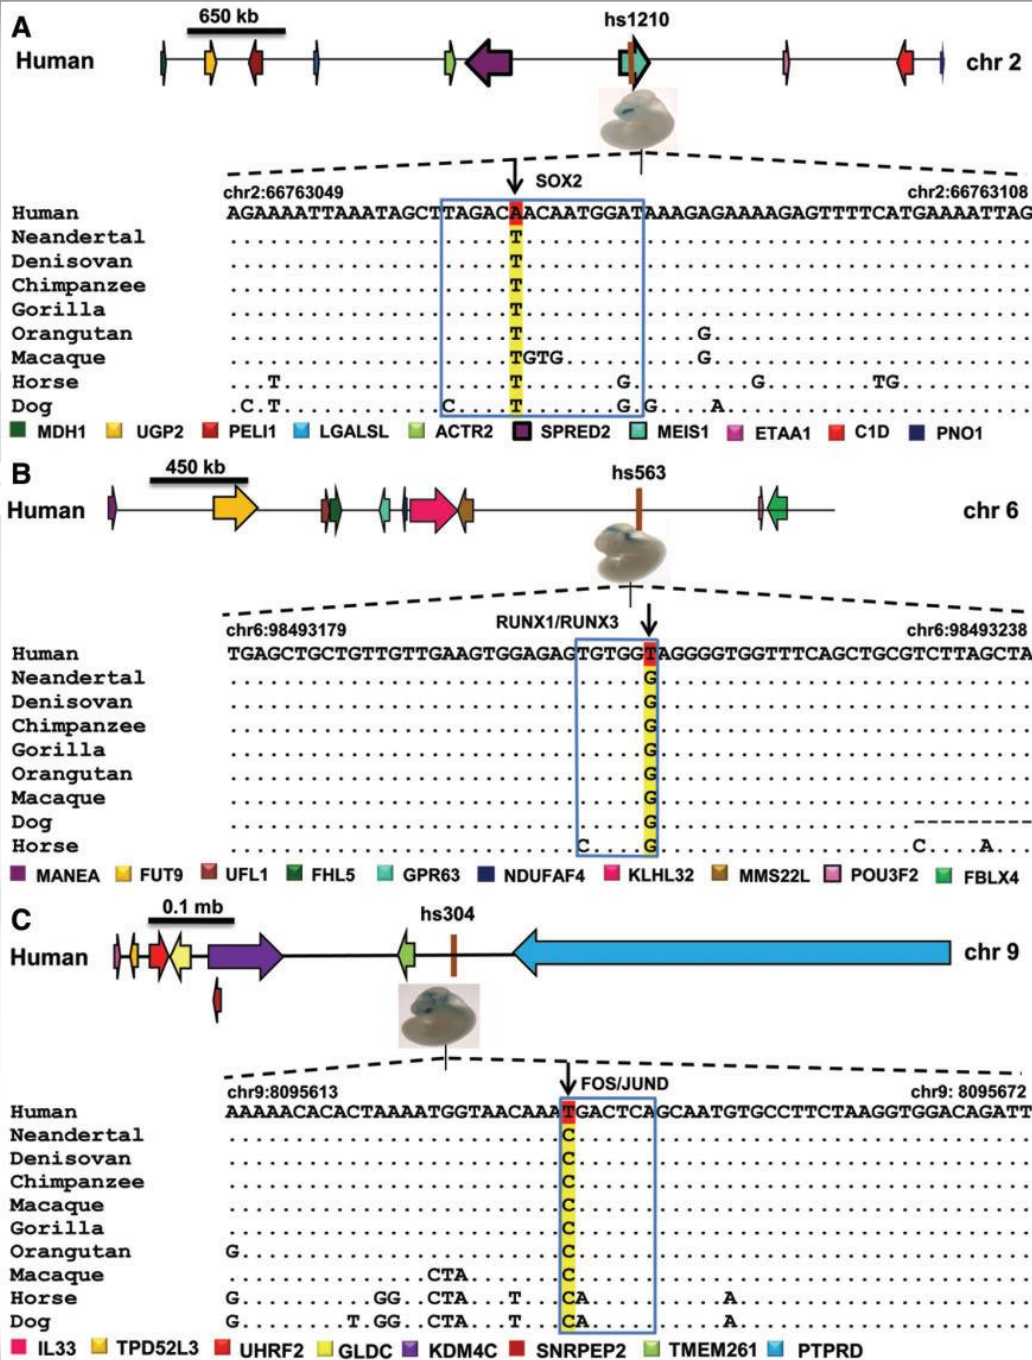 A
650 kb
hs1210
Human
chr 2
SOX2
chr2:66763049 chr2:66763108
Human AGAAAATTAAATAGCTTAGACAACAATGGATAAAGAGAAAAGAGTTTTCATGAAAATTAG
Neandertal .....................T......................................
Denisovan .....................T......................................
Chimpanzee .....................T......................................
Gorilla .....................T......................................
Orangutan .....................T.............G........................
Macaque .....................TGTG..........G........................
Horse ...T.................T.......G.........G........TG..........
Dog .C.T............C....T.......G.G....A.......................
MDH1 UGP2 PELI1 LGALSL ACTR2 SPRED2 MEIS1 ETAA1 C1D PNO1
B
450 kb
hs563
Human
chr 6
RUNX1/RUNX3
chr6:98493179 chr6:98493238
Human TGAGCTGCTGTTGTTGAAGTGGAGAGTGTGGTAGGGGTGGTTTCAGCTGCGTCTTAGCTA
Neandertal ...............................G............................
Denisovan ...............................G............................
Chimpanzee ...............................G............................
Gorilla ...............................G............................
Orangutan ...............................G............................
Macaque ...............................G............................
Dog ...............................G...................---------
Horse ..........................C....G...................C....A...
MANEA FUT9 UFL1 FHL5 GPR63 NDUFAF4 KLHL32 MMS22L POU3F2 FBLX4
C
0.1 mb
hs304
Human
chr 9
FOS/JUND
chr9:8095613 chr9: 8095672
Human AAAAACACACTAAAATGGTAACAAATGACTCAGCAATGTGCCTTCTAAGGTGGACAGATT
Neandertal .........................C..................................
Denisovan .........................C..................................
Chimpanzee .........................C..................................
Macaque .........................C..................................
Gorilla .........................C..................................
Orangutan G........................C..................................
Macaque ...............CTA.......C..................................
Horse G..........GG..CTA...T...CA..........A......................
Dog G........T.GG..CTA...T...CA..........A......................
IL33 TPD52L3 UHRF2 GLDC KDM4C SNRPEP2 TMEM261 PTPRD